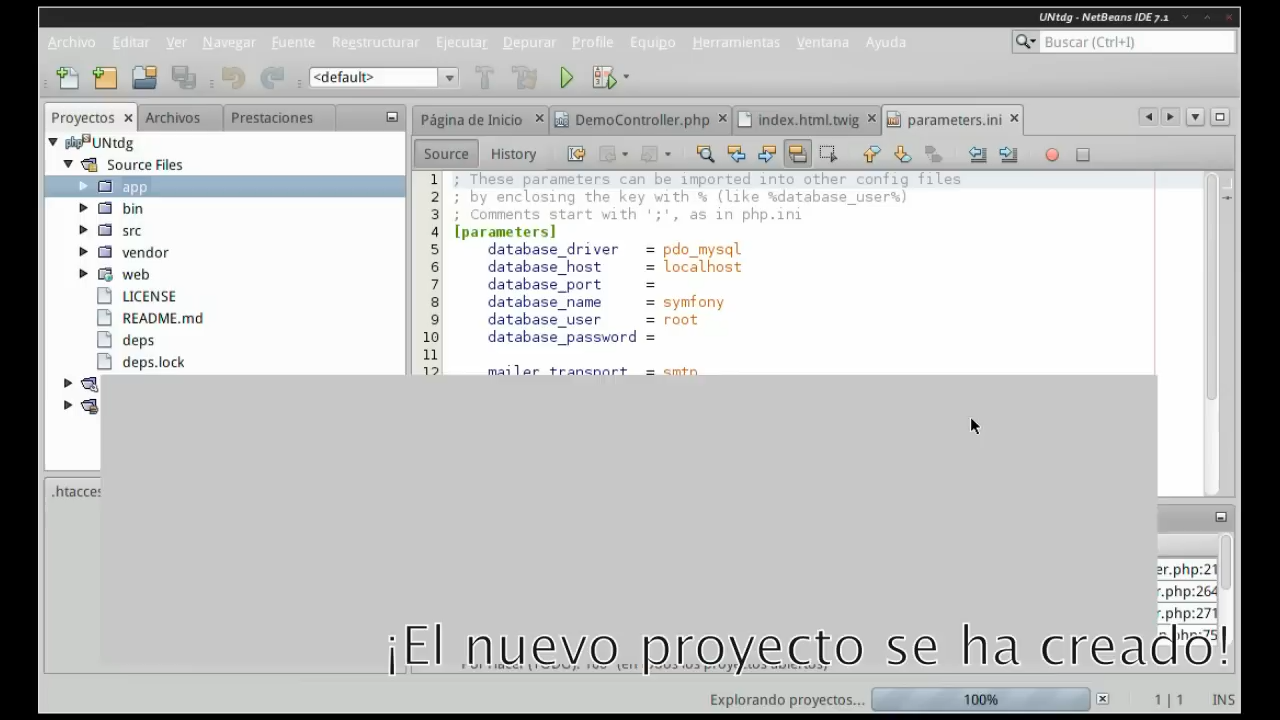 UNtdg - NetBeans IDE 7.1
Archivo Editar Ver Navegar Fuente Reestructurar Ejecutar Depurar Profile Equipo Herramientas Ventana Ayuda
Buscar (Ctrl+I)
<default>
Proyectos Archivos Prestaciones
Página de Inicio DemoController.php index.html.twig parameters.ini
UNtdg
Source Files
app
bin
src
vendor
web
LICENSE
README.md
deps
deps.lock
Source History
1 ; These parameters can be imported into other config files
2 ; by enclosing the key with % (like %database_user%)
3 ; Comments start with ';', as in php.ini
4 [parameters]
5 database_driver = pdo_mysql
6 database_host = localhost
7 database_port =
8 database_name = symfony
9 database_user = root
10 database_password =
11
12 mailer_transport = smtp
.htacces
er.php:21
r.php:264
r.php:271
p.php:75
¡El nuevo proyecto se ha creado!
Explorando proyectos... 100% 1 | 1 INS